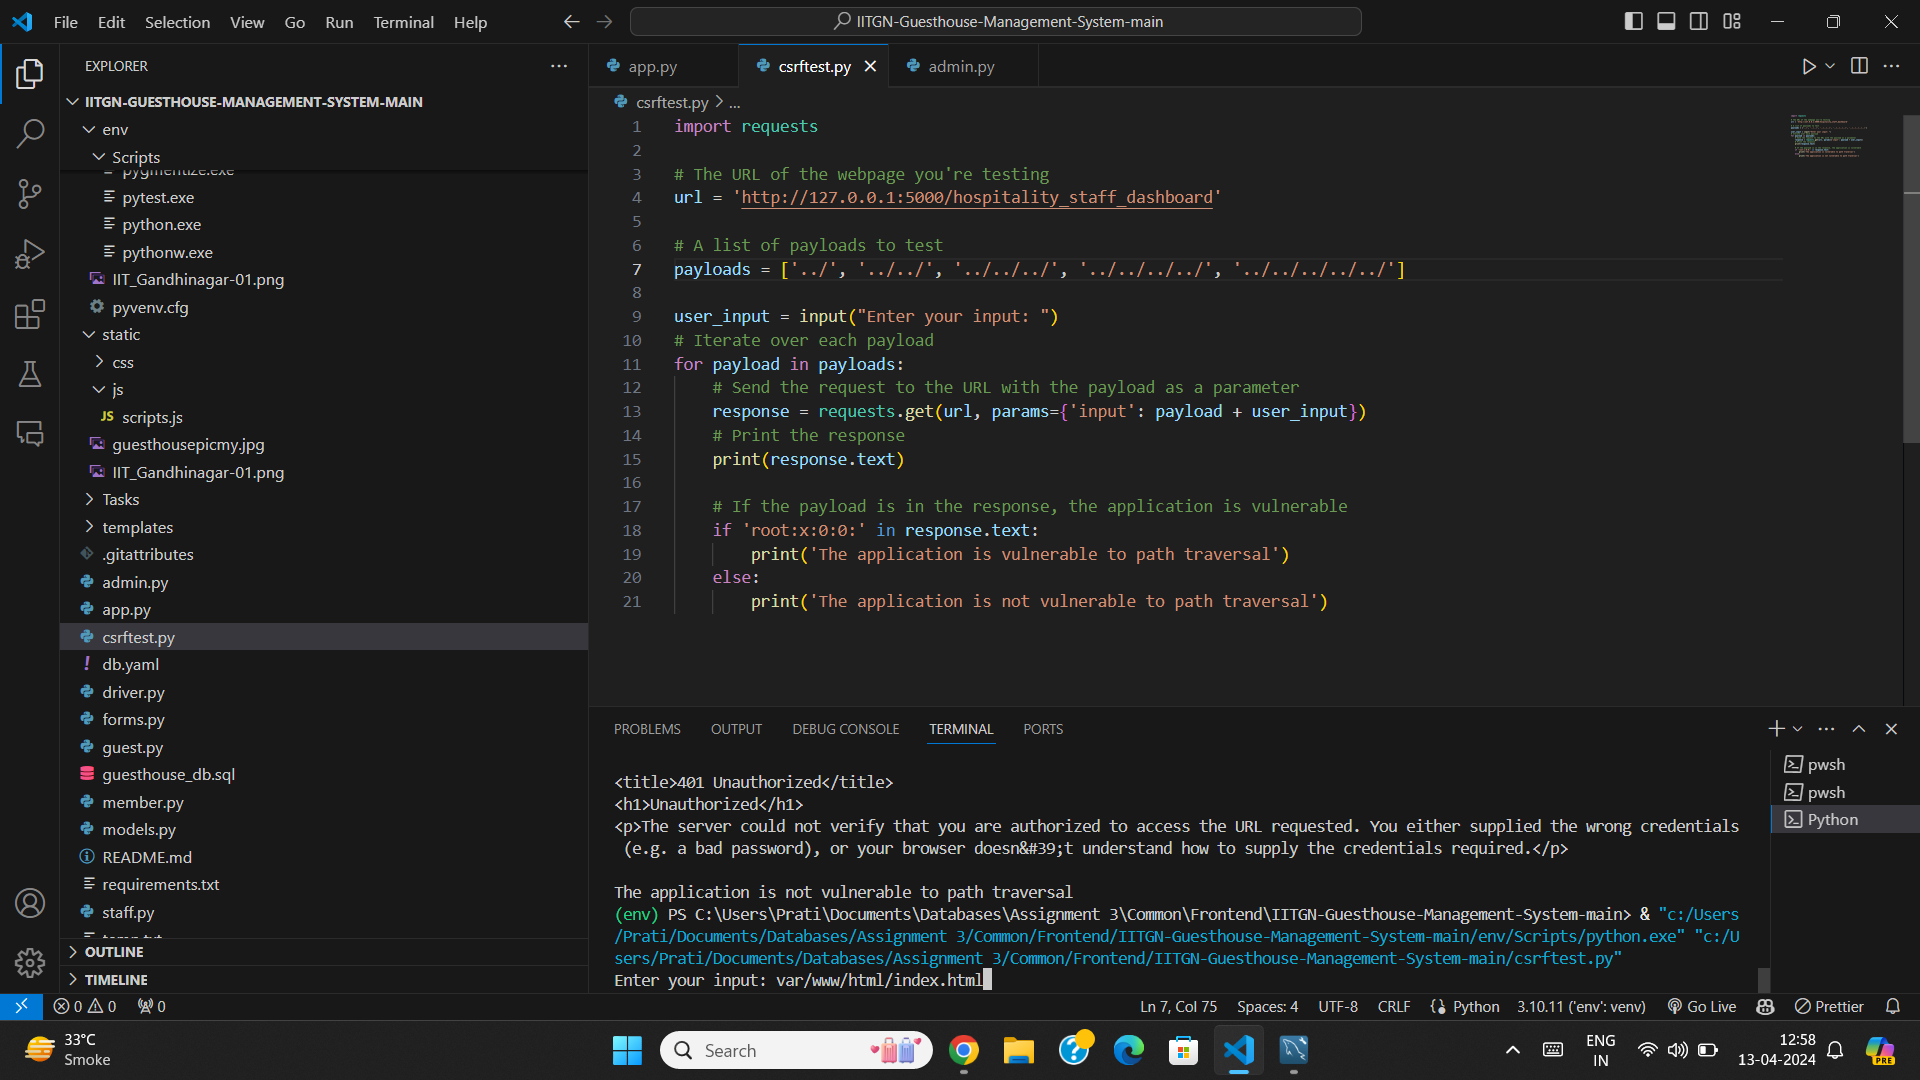 File Edit Selection View Go Run Terminal Help
IITGN-Guesthouse-Management-System-main
EXPLORER
IITGN-GUESTHOUSE-MANAGEMENT-SYSTEM-MAIN
env
Scripts
pygmentize.exe
pytest.exe
python.exe
pythonw.exe
IIT_Gandhinagar-01.png
pyvenv.cfg
static
css
js
JS scripts.js
guesthousepicmy.jpg
IIT_Gandhinagar-01.png
Tasks
templates
.gitattributes
admin.py
app.py
csrftest.py
! db.yaml
driver.py
forms.py
guest.py
guesthouse_db.sql
member.py
models.py
README.md
requirements.txt
staff.py
OUTLINE
TIMELINE
app.py csrftest.py admin.py
csrftest.py > ...
1 import requests
2
3 # The URL of the webpage you're testing
4 url = 'http://127.0.0.1:5000/hospitality_staff_dashboard'
5
6 # A list of payloads to test
7 payloads = ['../', '../../', '../../../', '../../../../', '../../../../../']
8
9 user_input = input("Enter your input: ")
10 # Iterate over each payload
11 for payload in payloads:
12 # Send the request to the URL with the payload as a parameter
13 response = requests.get(url, params={'input': payload + user_input})
14 # Print the response
15 print(response.text)
16
17 # If the payload is in the response, the application is vulnerable
18 if 'root:x:0:0:' in response.text:
19 print('The application is vulnerable to path traversal')
20 else:
21 print('The application is not vulnerable to path traversal')
PROBLEMS OUTPUT DEBUG CONSOLE TERMINAL PORTS
<title>401 Unauthorized</title>
<h1>Unauthorized</h1>
<p>The server could not verify that you are authorized to access the URL requested. You either supplied the wrong credentials
(e.g. a bad password), or your browser doesn&#39;t understand how to supply the credentials required.</p>
The application is not vulnerable to path traversal
(env) PS C:\Users\Prati\Documents\Databases\Assignment 3\Common\Frontend\IITGN-Guesthouse-Management-System-main> & "c:/Users
/Prati/Documents/Databases/Assignment 3/Common/Frontend/IITGN-Guesthouse-Management-System-main/env/Scripts/python.exe" "c:/U
sers/Prati/Documents/Databases/Assignment 3/Common/Frontend/IITGN-Guesthouse-Management-System-main/csrftest.py"
Enter your input: var/www/html/index.html
pwsh
pwsh
Python
0 0 0 Ln 7, Col 75 Spaces: 4 UTF-8 CRLF Python 3.10.11 ('env': venv) Go Live Prettier
33°C
Smoke
Search
ENG
IN
12:58
13-04-2024
PRE